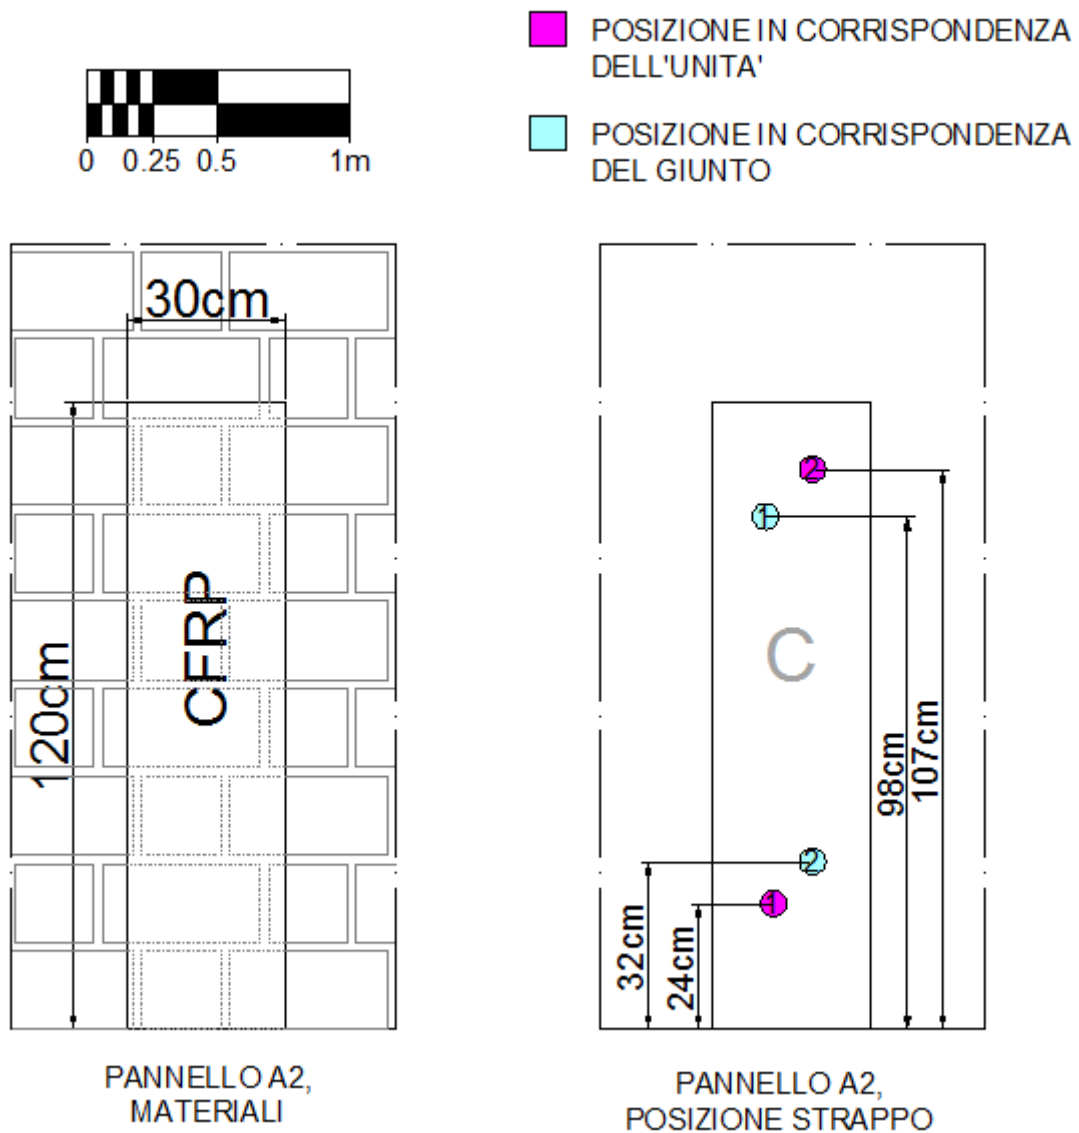 POSIZIONE IN CORRISPONDENZA
DELL'UNITA'
POSIZIONE IN CORRISPONDENZA
DEL GIUNTO
0 0.25 0.5 1m
30cm
120cm
CFRP
2
1
C
98cm
107cm
2
1
32cm
24cm
PANNELLO A2,
MATERIALI
PANNELLO A2,
POSIZIONE STRAPPO